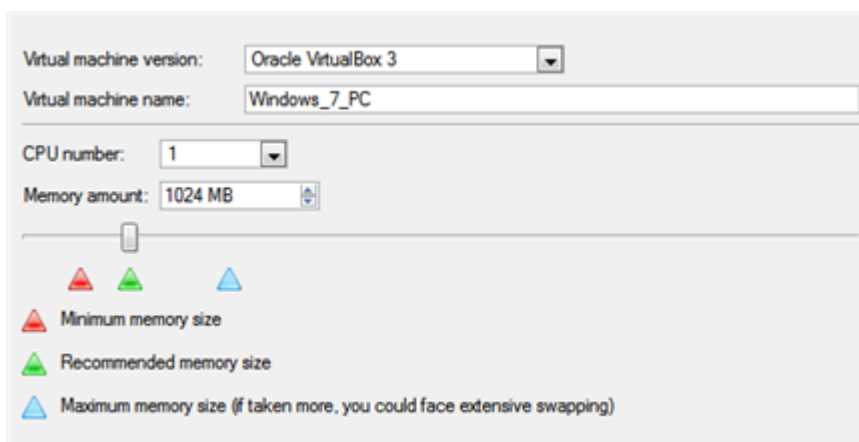 Virtual machine version: Oracle VirtualBox 3
Virtual machine name: Windows_7_PC
CPU number: 1
Memory amount: 1024 MB
Minimum memory size
Recommended memory size
Maximum memory size (if taken more, you could face extensive swapping)